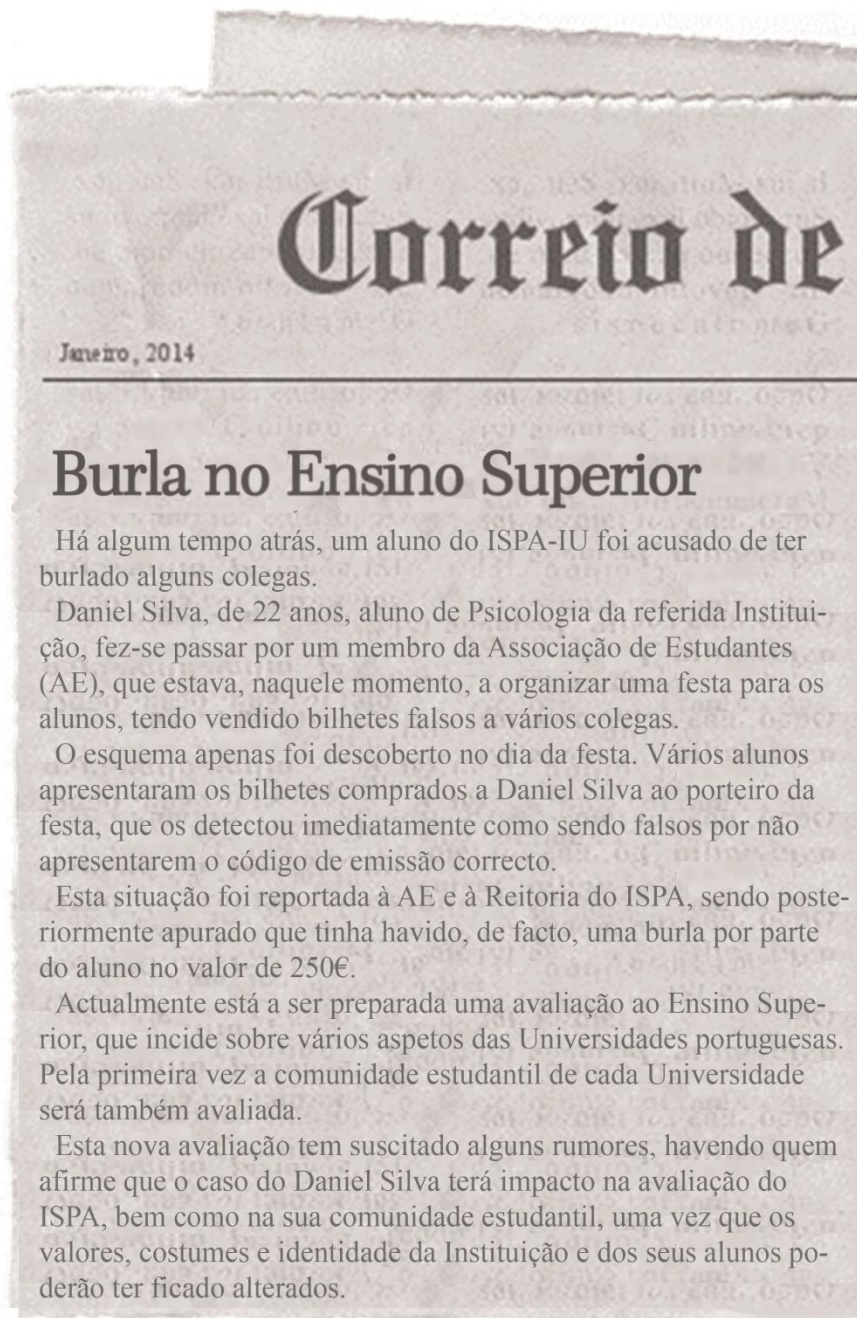 Correio de
Janeiro, 2014
Burla no Ensino Superior
Há algum tempo atrás, um aluno do ISPA-IU foi acusado de ter
burlado alguns colegas.
Daniel Silva, de 22 anos, aluno de Psicologia da referida Institui-
ção, fez-se passar por um membro da Associação de Estudantes
(AE), que estava, naquele momento, a organizar uma festa para os
alunos, tendo vendido bilhetes falsos a vários colegas.
O esquema apenas foi descoberto no dia da festa. Vários alunos
apresentaram os bilhetes comprados a Daniel Silva ao porteiro da
festa, que os detectou imediatamente como sendo falsos por não
apresentarem o código de emissão correcto.
Esta situação foi reportada à AE e à Reitoria do ISPA, sendo poste-
riormente apurado que tinha havido, de facto, uma burla por parte
do aluno no valor de 250€.
Actualmente está a ser preparada uma avaliação ao Ensino Supe-
rior, que incide sobre vários aspetos das Universidades portuguesas.
Pela primeira vez a comunidade estudantil de cada Universidade
será também avaliada.
Esta nova avaliação tem suscitado alguns rumores, havendo quem
afirme que o caso do Daniel Silva terá impacto na avaliação do
ISPA, bem como na sua comunidade estudantil, uma vez que os
valores, costumes e identidade da Instituição e dos seus alunos po-
derão ter ficado alterados.